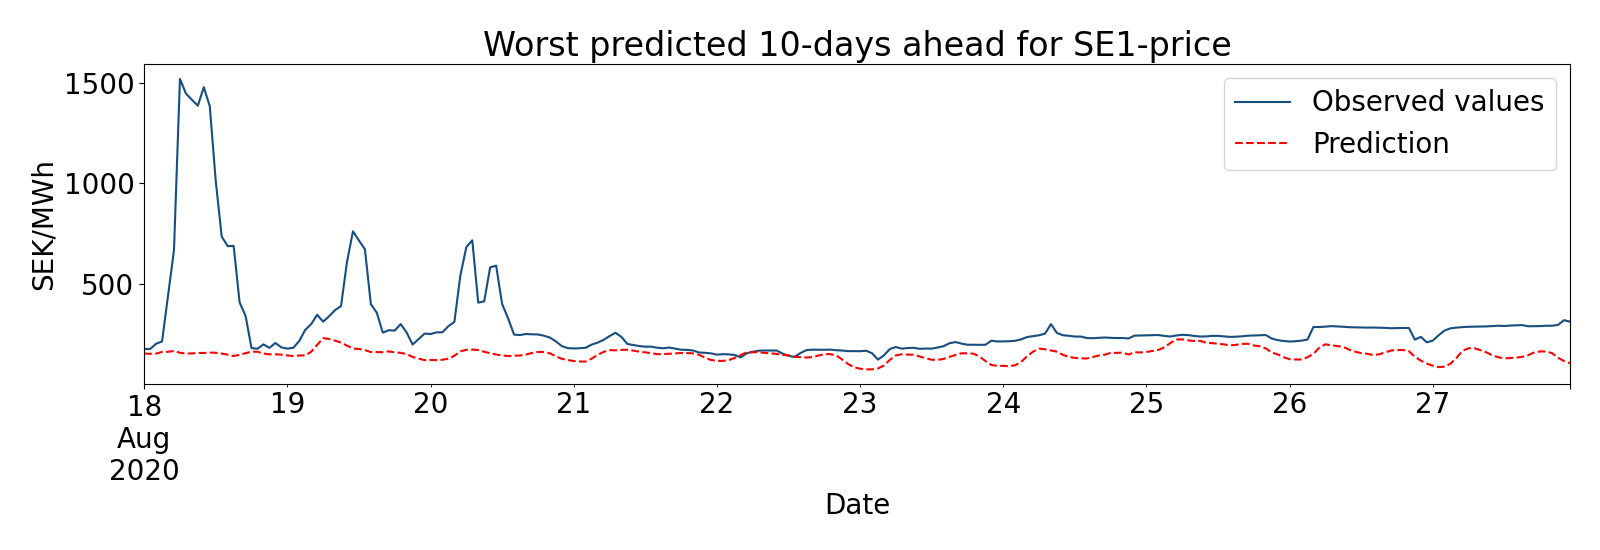 Worst predicted 10-days ahead for SE1-price
SEK/MWh
1500
1000
500
Observed values
Prediction
18 19 20 21 22 23 24 25 26 27
Aug
2020
Date